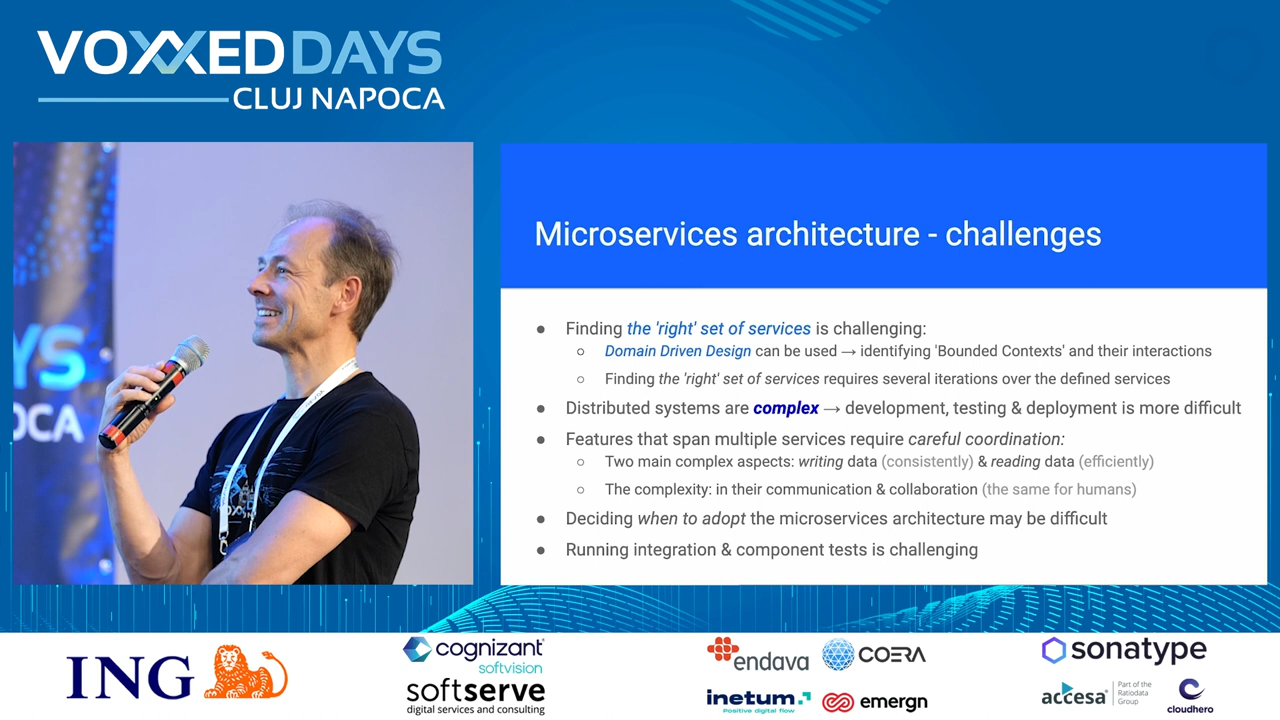 VOXXEDDAYS
CLUJ NAPOCA
YS
OCA
Microservices architecture - challenges
● Finding the 'right' set of services is challenging:
○ Domain Driven Design can be used → identifying 'Bounded Contexts' and their interactions
○ Finding the 'right' set of services requires several iterations over the defined services
● Distributed systems are complex → development, testing & deployment is more difficult
● Features that span multiple services require careful coordination:
○ Two main complex aspects: writing data (consistently) & reading data (efficiently)
○ The complexity: in their communication & collaboration (the same for humans)
● Deciding when to adopt the microservices architecture may be difficult
● Running integration & component tests is challenging
ING
cognizant
softvision
softserve
digital services and consulting
endava
COERA
inetum.
Positive digital flow
emergn
sonatype
accesa
Part of the
Ratiodata
Group
cloudhero